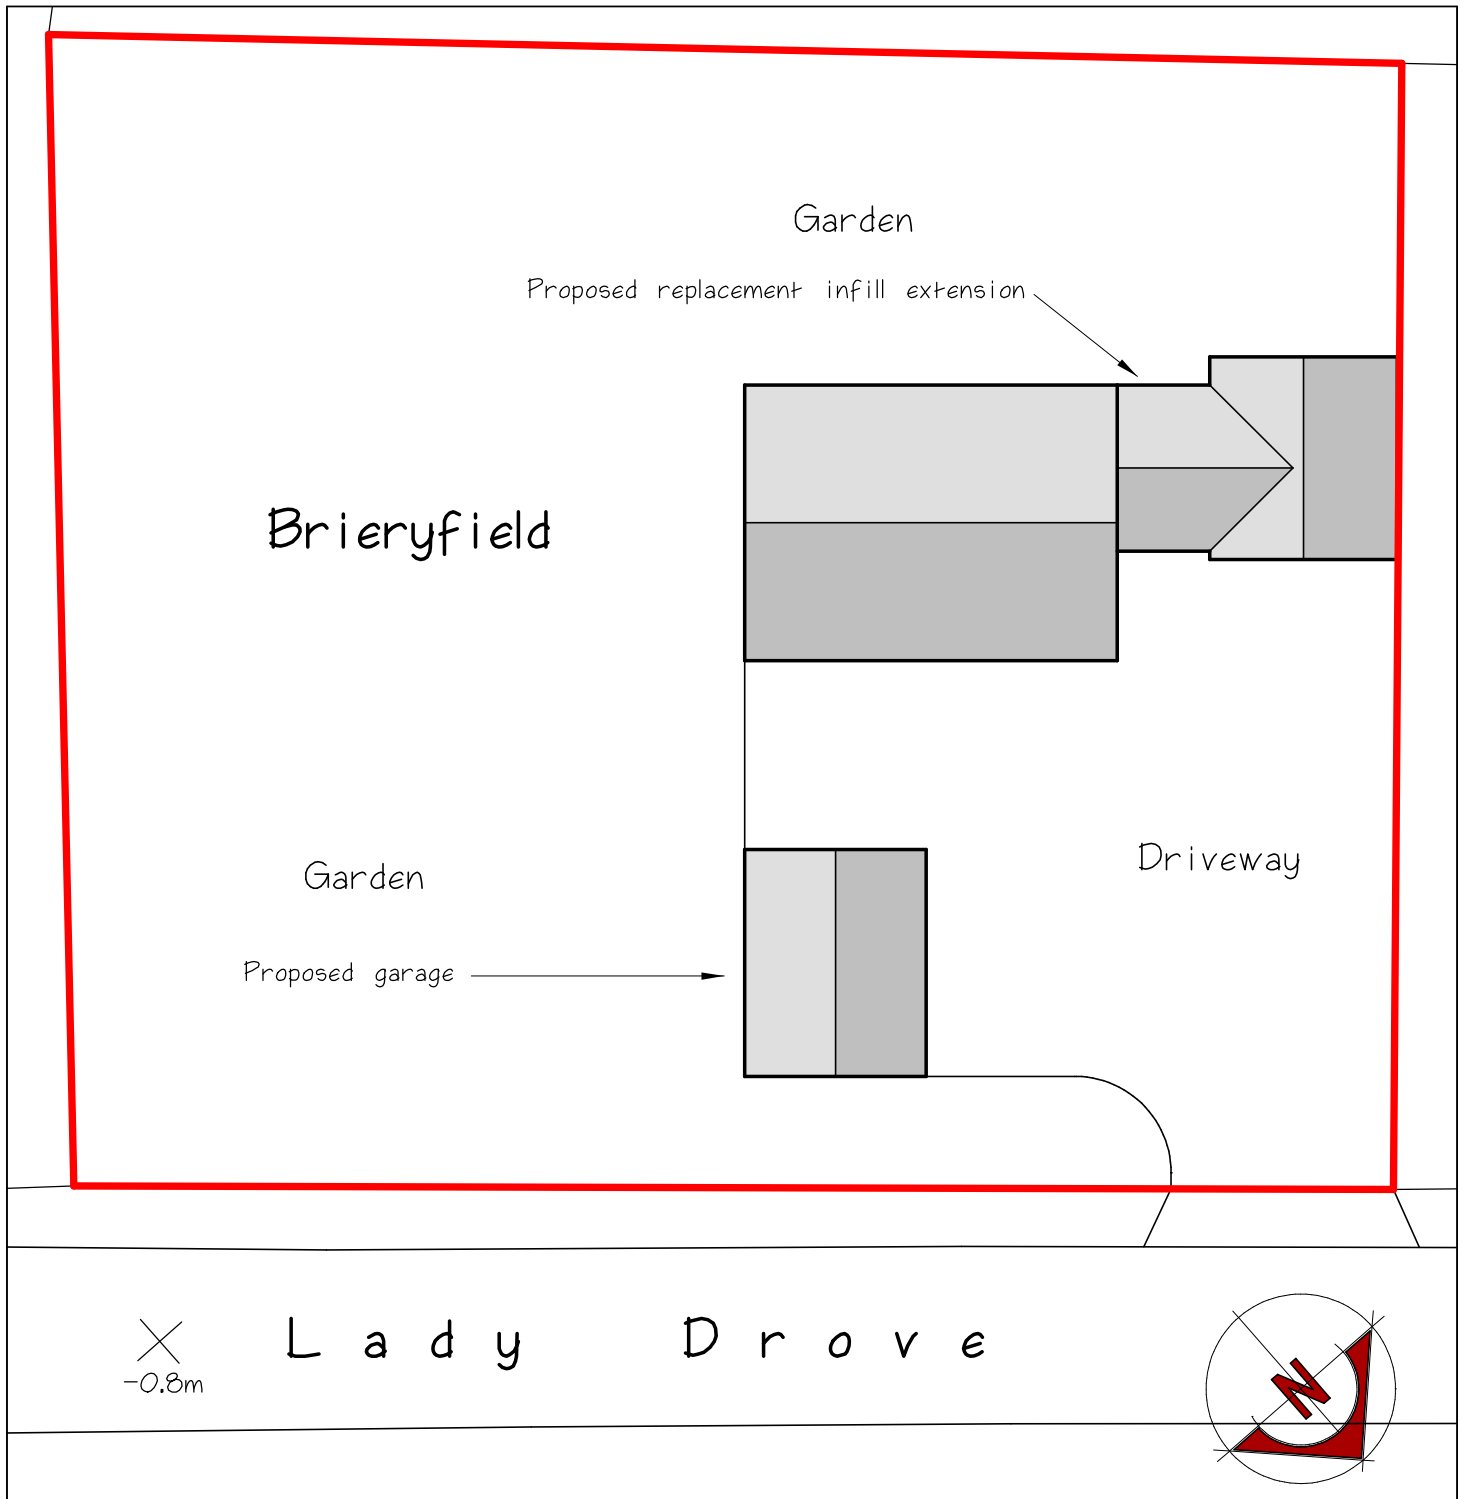 Garden
Proposed replacement infill extension
Brieryfield
Driveway
Garden
Proposed garage
Lady Drove
-0.8m
N